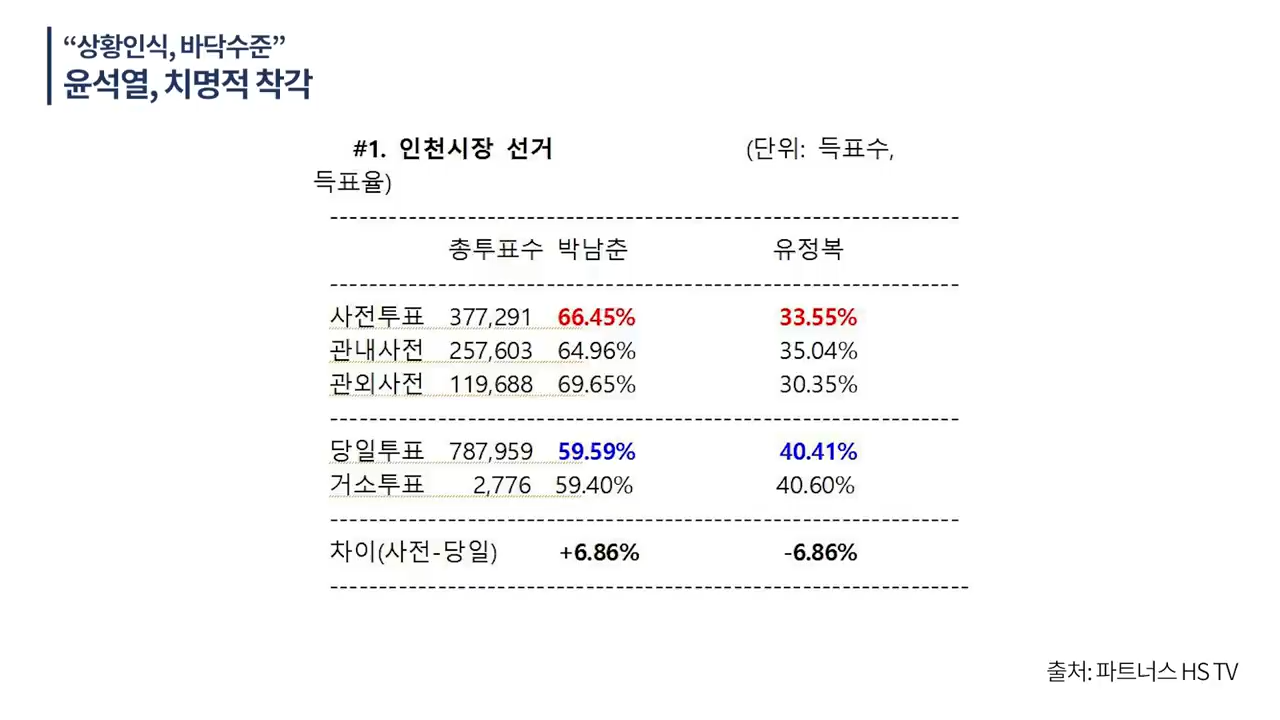 “상황인식, 바닥수준”
윤석열, 치명적 착각
#1. 인천시장 선거 (단위: 득표수,
득표율)
--------------------------------------------------------------
총투표수 박남춘 유정복
--------------------------------------------------------------
사전투표 377,291 66.45% 33.55%
관내사전 257,603 64.96% 35.04%
관외사전 119,688 69.65% 30.35%
--------------------------------------------------------------
당일투표 787,959 59.59% 40.41%
거소투표 2,776 59.40% 40.60%
--------------------------------------------------------------
차이(사전-당일) +6.86% -6.86%
---------------------------------------------------------------
출처: 파트너스 HS TV